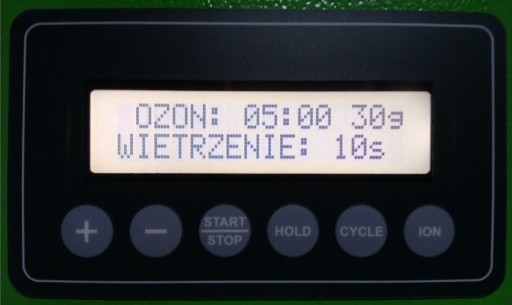 OZON: 05:00 30g
WIETRZENIE: 10s
+ - START/STOP HOLD CYCLE ION